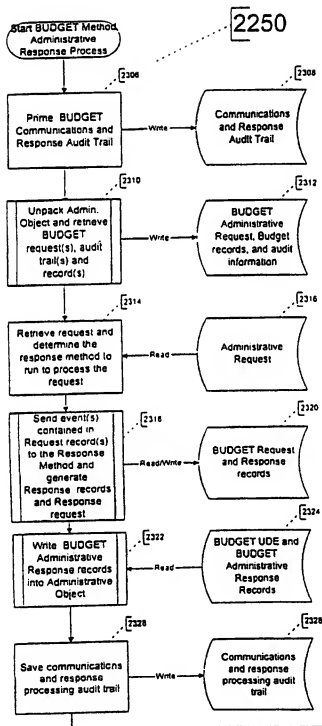 2250
Start BUDGET Method
Administrative
Response Process
2306
Prime BUDGET
Communications and
Response Audit Trail
Write
2308
Communications
and Response
Audit Trail
2310
Unpack Admin.
Object and retrieve
BUDGET
request(s), audit
trail(s) and
record(s)
Write
2312
BUDGET
Administrative
Request, Budget
records, and audit
information
2314
Retrieve request and
determine the
response method to
run to process the
request
Read
2316
Administrative
Request
2316
Send event(s)
contained in
Request record(s)
to the Response
Method and
generate
Response records
and Response
request
Read/Write
2320
BUDGET Request
and Response
records
2322
Write BUDGET
Administrative
Response records
into Administrative
Object
Read
2324
BUDGET UDE and
BUDGET
Administrative
Response
Records
2328
Save communications
and response
processing audit trail
Write
2328
Communications
and response
processing audit
trail